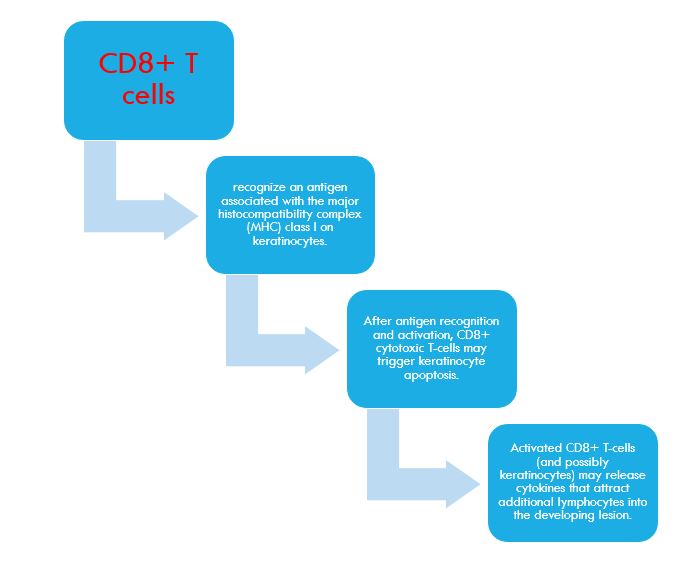 CD8+ T
cells
recognize an antigen
associated with the major
histocompatibility complex
(MHC) class I on
keratinocytes.
After antigen recognition
and activation, CD8+
cytotoxic T-cells may
trigger keratinocyte
apoptosis.
Activated CD8+ T-cells
(and possibly
keratinocytes) may release
cytokines that attract
additional lymphocytes into
the developing lesion.